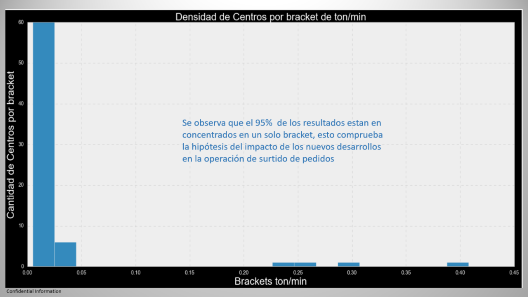 Densidad de Centros por bracket de ton/min
Cantidad de Centros por bracket
60
50
40
30
20
10
0
Se observa que el 95% de los resultados estan en
concentrados en un solo bracket, esto comprueba
la hipótesis del impacto de los nuevos desarrollos
en la operación de surtido de pedidos
0.00 0.05 0.10 0.15 0.20 0.25 0.30 0.35 0.40 0.45
Brackets ton/min
Confidential Information